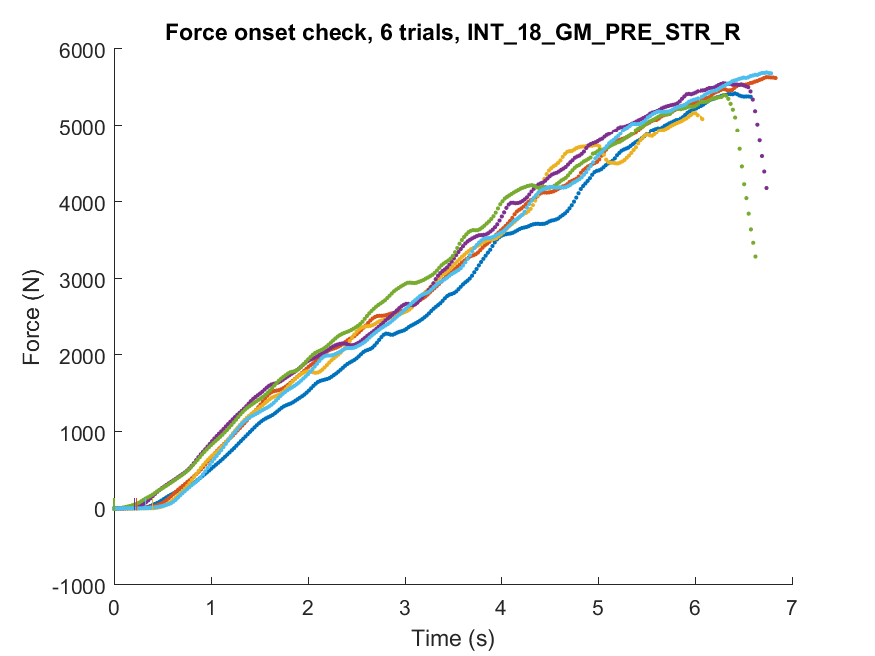 Force onset check, 6 trials, INT_18_GM_PRE_STR_R
6000
5000
4000
3000
2000
1000
0
-1000
Force (N)
0 1 2 3 4 5 6 7
Time (s)